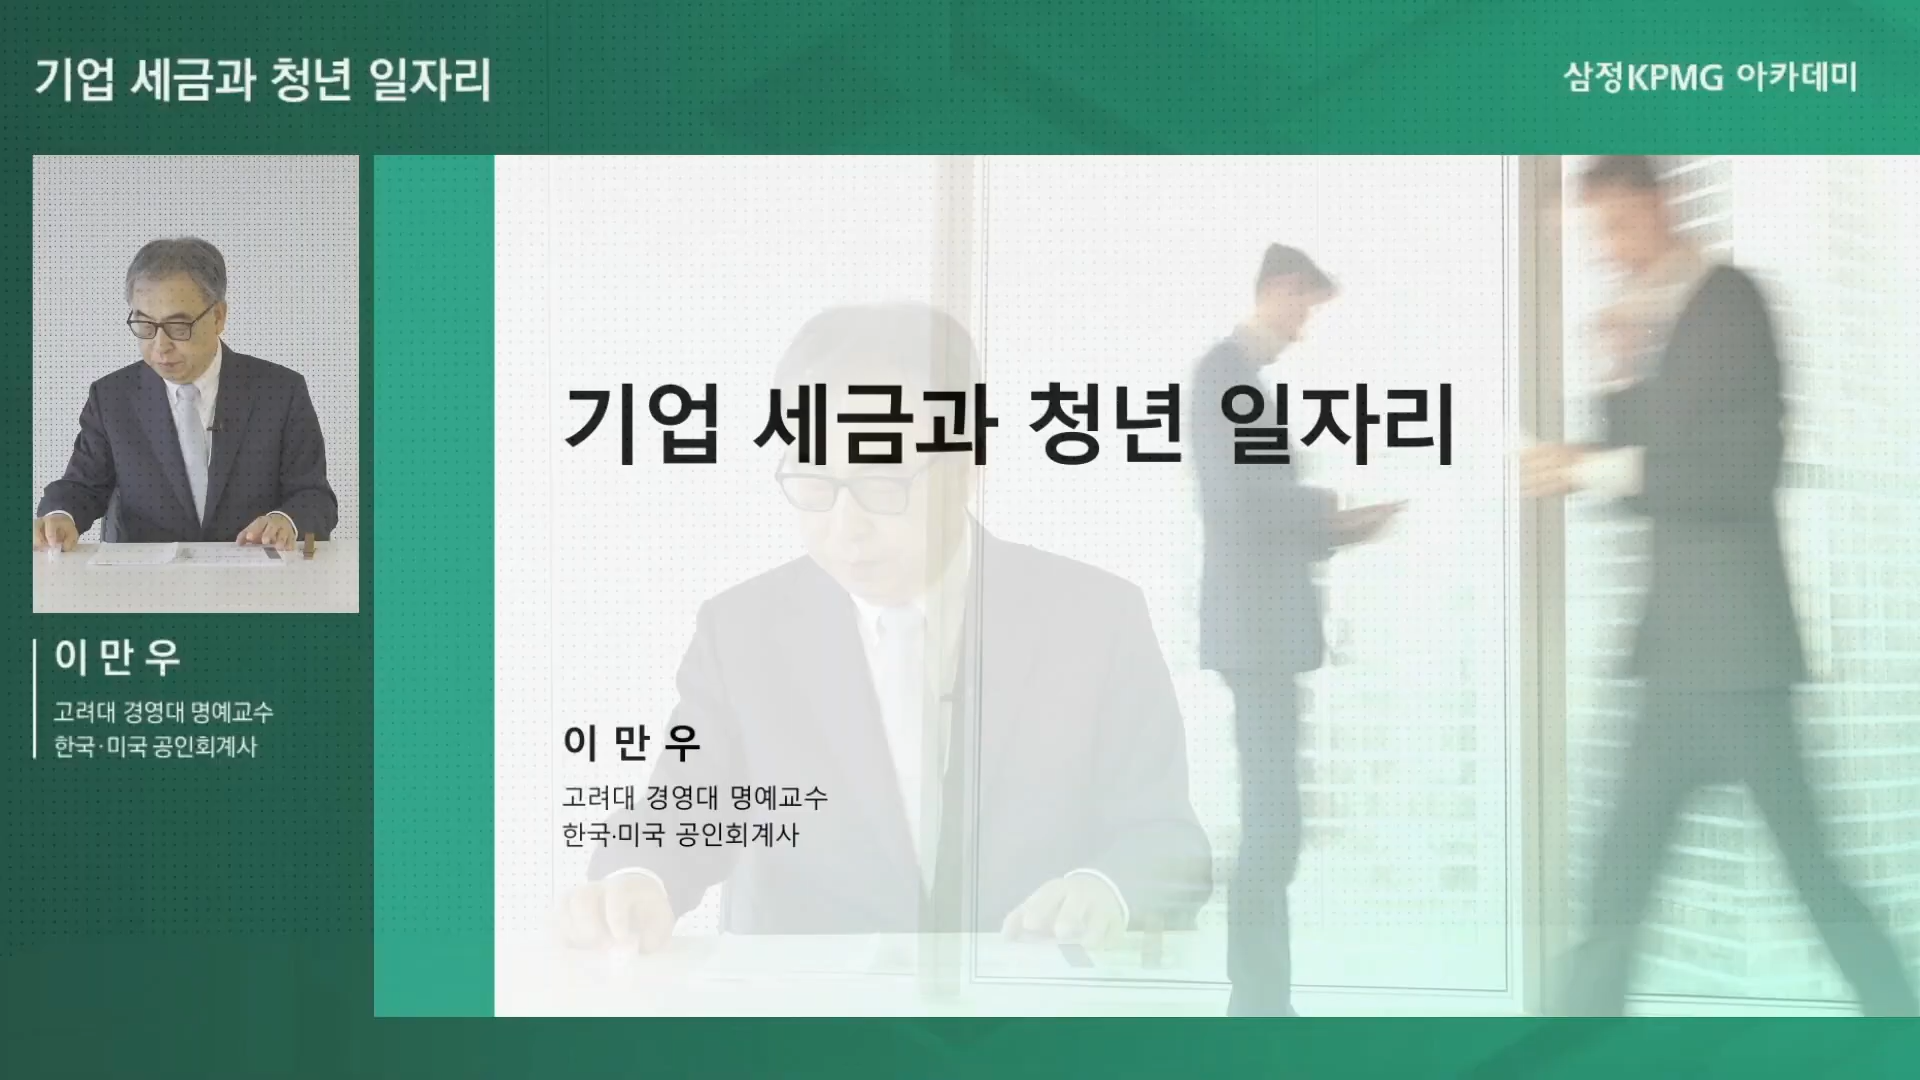 기업 세금과 청년 일자리
삼정KPMG 아카데미
이만우
고려대 경영대 명예교수
한국·미국 공인회계사
기업 세금과 청년 일자리
이 만 우
고려대 경영대 명예교수
한국·미국 공인회계사